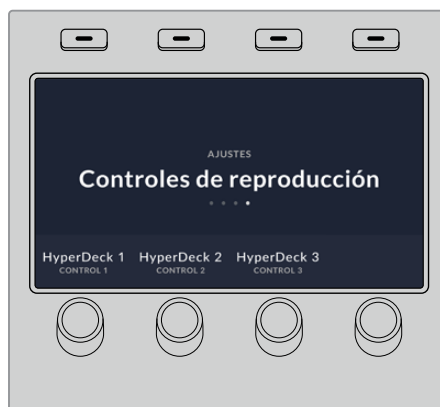 AJUSTES
Controles de reproducción
HyperDeck 1 HyperDeck 2 HyperDeck 3
CONTROL 1 CONTROL 2 CONTROL 3